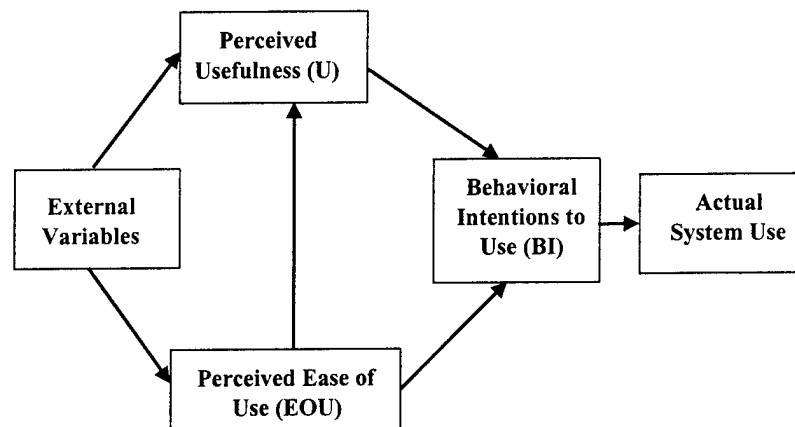 Perceived
Usefulness (U)
External
Variables
Behavioral
Intentions to
Use (BI)
Actual
System Use
Perceived Ease of
Use (EOU)